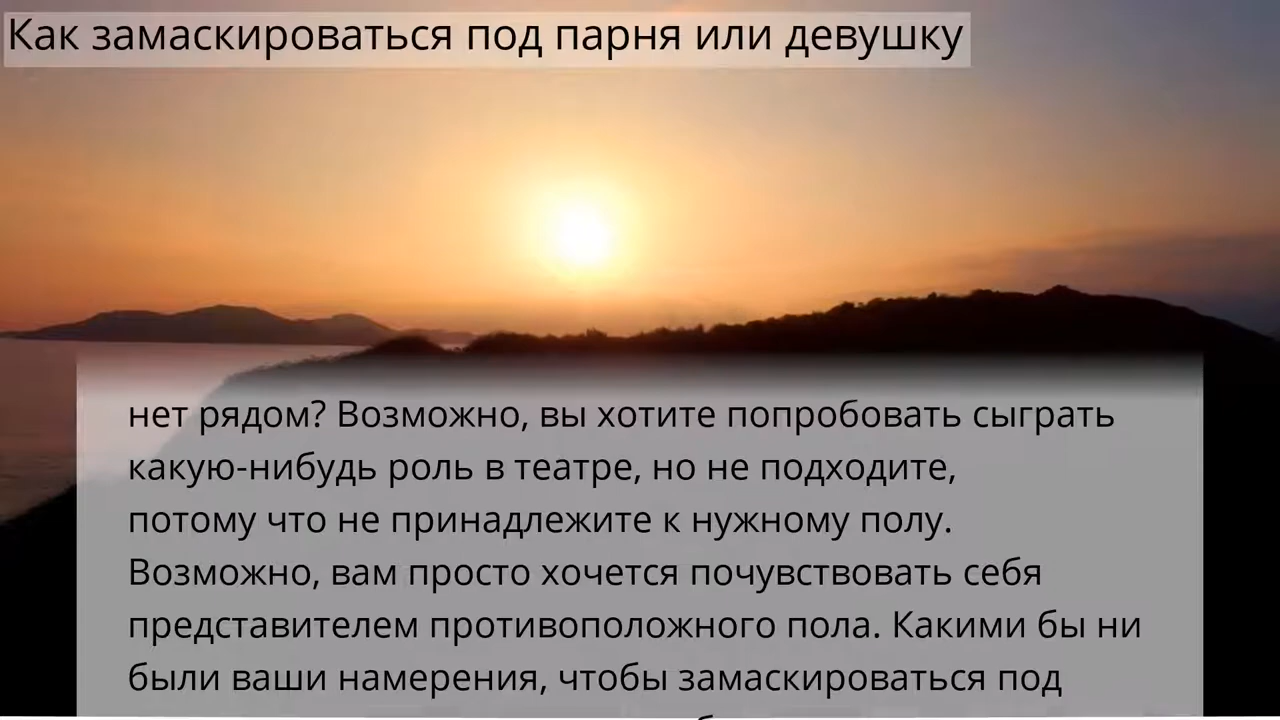 Как замаскироваться под парня или девушку
нет рядом? Возможно, вы хотите попробовать сыграть
какую-нибудь роль в театре, но не подходите,
потому что не принадлежите к нужному полу.
Возможно, вам просто хочется почувствовать себя
представителем противоположного пола. Какими бы ни
были ваши намерения, чтобы замаскироваться под